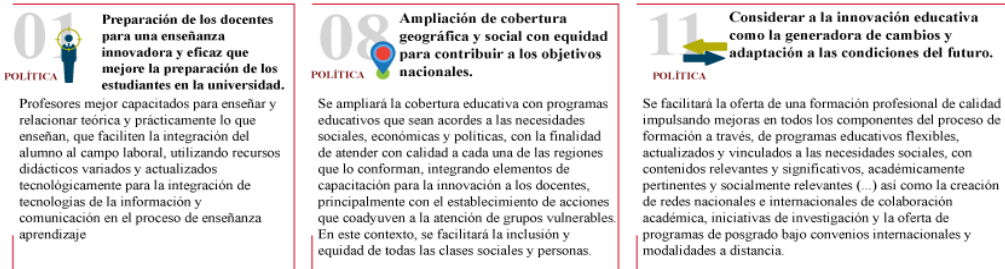 01
POLÍTICA
Preparación de los docentes
para una enseñanza
innovadora y eficaz que
mejore la preparación de los
estudiantes en la universidad.
Profesores mejor capacitados para enseñar y
relacionar teórica y prácticamente lo que
enseñan, que faciliten la integración del
alumno al campo laboral, utilizando recursos
didácticos variados y actualizados
tecnológicamente para la integración de
tecnologías de la información y
comunicación en el proceso de enseñanza
aprendizaje
08
POLÍTICA
Ampliación de cobertura
geográfica y social con equidad
para contribuir a los objetivos
nacionales.
Se ampliará la cobertura educativa con programas
educativos que sean acordes a las necesidades
sociales, económicas y políticas, con la finalidad
de atender con calidad a cada una de las regiones
que lo conforman, integrando elementos de
capacitación para la innovación a los docentes,
principalmente con el establecimiento de acciones
que coadyuven a la atención de grupos vulnerables.
En este contexto, se facilitará la inclusión y
equidad de todas las clases sociales y personas.
11
POLÍTICA
Considerar a la innovación educativa
como la generadora de cambios y
adaptación a las condiciones del futuro.
Se facilitará la oferta de una formación profesional de calidad
impulsando mejoras en todos los componentes del proceso de
formación a través, de programas educativos flexibles,
actualizados y vinculados a las necesidades sociales, con
contenidos relevantes y significativos, académicamente
pertinentes y socialmente relevantes (...) así como la creación
de redes nacionales e internacionales de colaboración
académica, iniciativas de investigación y la oferta de
programas de posgrado bajo convenios internacionales y
modalidades a distancia.